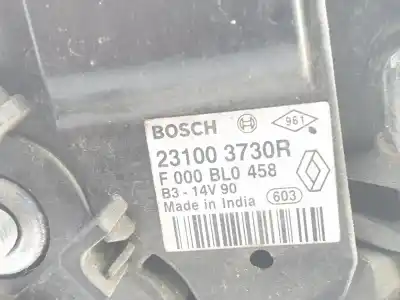 BOSCH 961
23100 3730R
F 000 BL0 458
B3 - 14V 90
Made in India 603